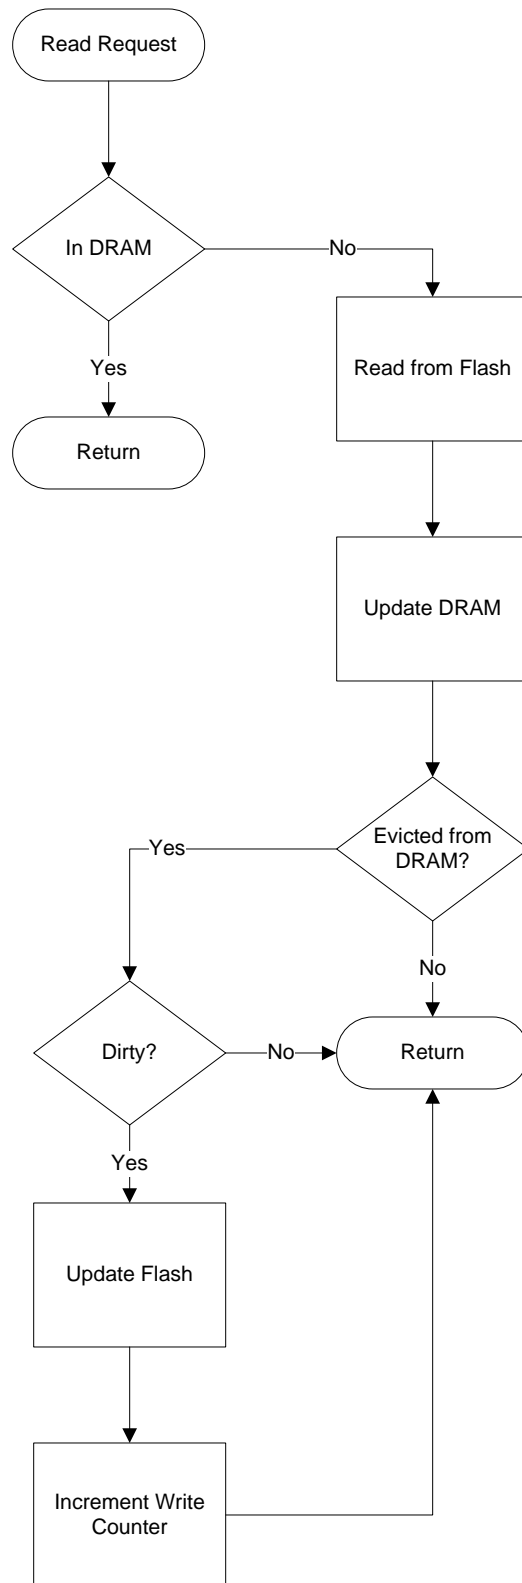 Read Request
In DRAM
No
Yes
Read from Flash
Return
Update DRAM
Evicted from
DRAM?
Yes
No
Dirty?
No
Return
Yes
Update Flash
Increment Write
Counter